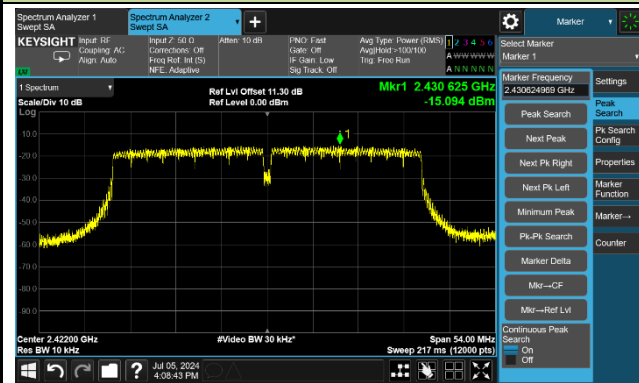 Spectrum Analyzer 1
Swept SA
Spectrum Analyzer 2
Swept SA
+
Marker
KEYSIGHT
Input: RF
Coupling: AC
Align: Auto
Input Z: 50 Ω
Corrections: Off
Freq Ref: Int (S)
NFE: Adaptive
Atten: 10 dB
PNO: Fast
Gate: Off
IF Gain: Low
Sig Track: Off
Avg Type: Power (RMS)
Avg|Hold:>100/100
Trig: Free Run
1 2 3 4 5 6
A W W W W W
A N N N N N
Select Marker
Marker 1
LXI
1 Spectrum
Scale/Div 10 dB
Log
Ref Lvl Offset 11.30 dB
Ref Level 0.00 dBm
Mkr1 2.430 625 GHz
-15.094 dBm
Marker Frequency
2.430624969 GHz
Peak Search
Next Peak
Next Pk Right
Next Pk Left
Minimum Peak
Pk-Pk Search
Marker Delta
Mkr→CF
Mkr→Ref Lvl
Continuous Peak
Search
On
Off
Settings
Peak
Search
Pk Search
Config
Properties
Marker
Function
Marker→
Counter
1
-10.0
-20.0
-30.0
-40.0
-50.0
-60.0
-70.0
-80.0
-90.0
Center 2.42200 GHz
Res BW 10 kHz
#Video BW 30 kHz*
Span 54.00 MHz
Sweep 217 ms (12000 pts)
?
Jul 05, 2024
4:08:43 PM